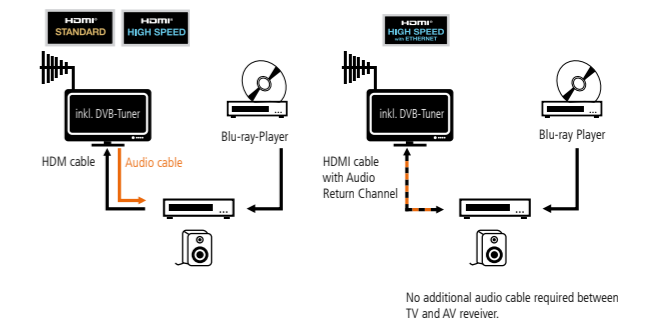 HDMI
STANDARD
HDMI
HIGH SPEED
inkl. DVB-Tuner
Blu-ray-Player
HDM cable
Audio cable
HDMI
HIGH SPEED
with ETHERNET
inkl. DVB-Tuner
Blu-ray Player
HDMI cable
with Audio
Return Channel
No additional audio cable required between
TV and AV reveiver.